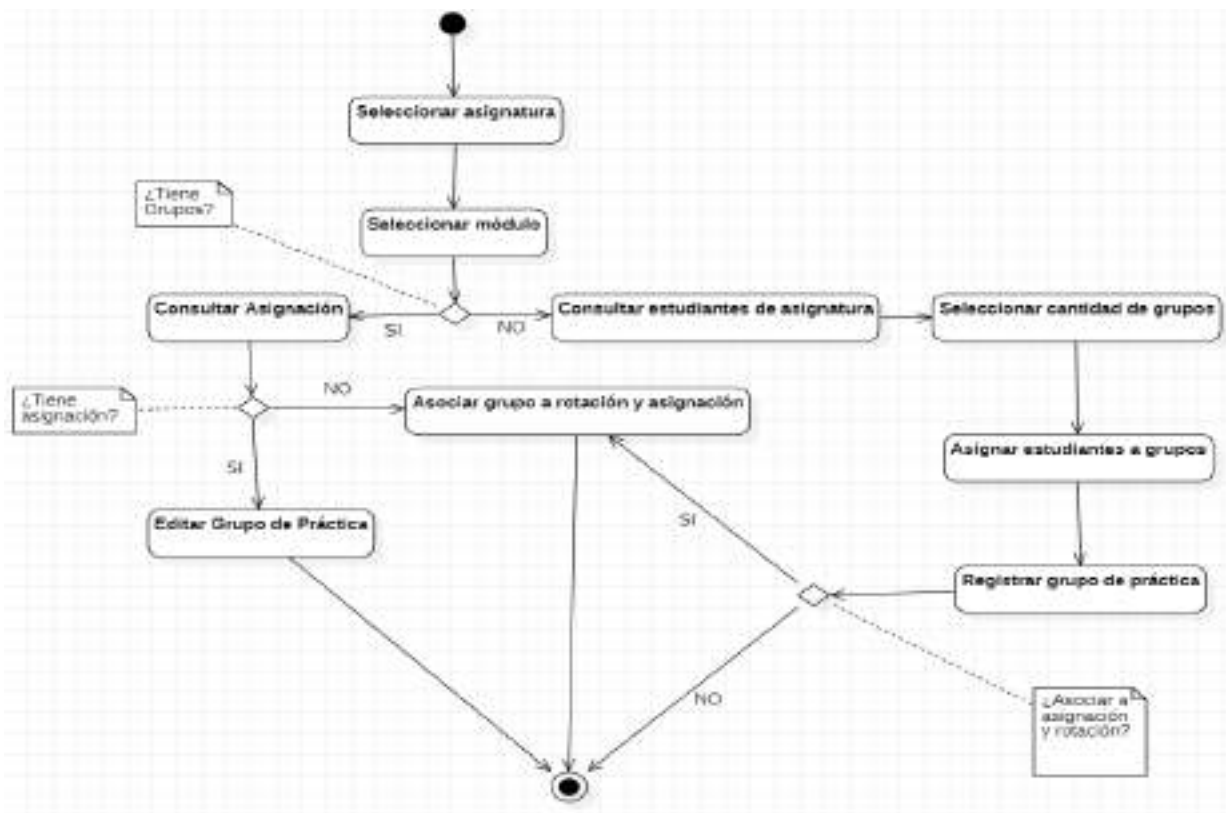 Seleccionar asignatura
¿Tiene
Grupos?
Seleccionar módulo
Consultar Asignación
SI
NO
Consultar estudiantes de asignatura
Seleccionar cantidad de grupos
¿Tiene
asignación?
NO
Asociar grupo a rotación y asignación
Asignar estudiantes a grupos
SI
Editar Grupo de Práctica
SI
Registrar grupo de práctica
NO
¿Asociar a
asignación
y rotación?